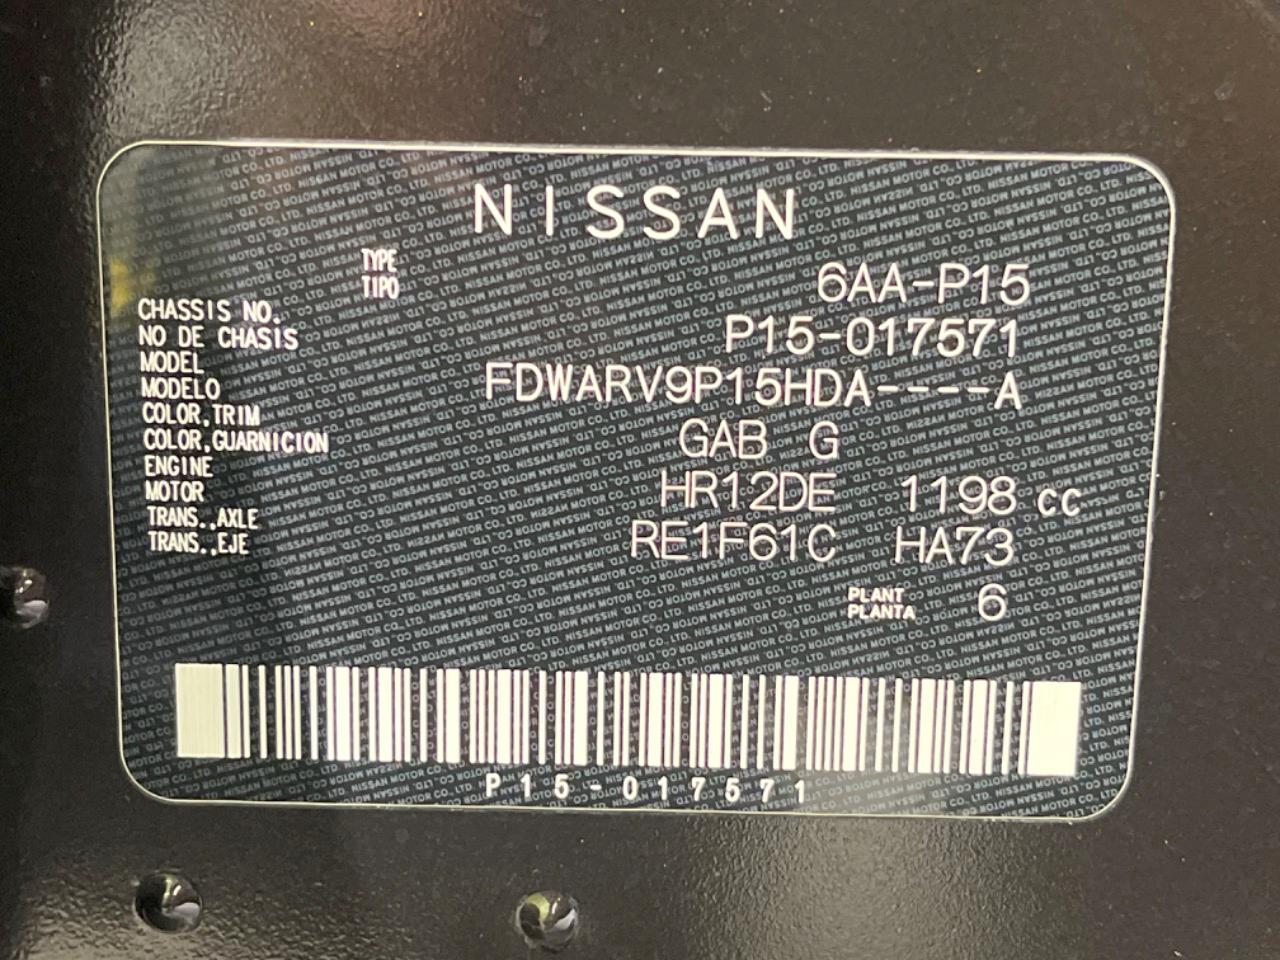 NISSAN
TYPE
TIPO
6AA-P15
CHASSIS NO.
NO DE CHASIS
P15-017571
MODEL
MODELO
FDWARV9P15HDA----A
COLOR,TRIM
COLOR,GUARNICION
GAB G
ENGINE
MOTOR
HR12DE 1198 cc
TRANS.,AXLE
TRANS.,EJE
RE1F61C HA73
PLANT
PLANTA
6
P15-017571